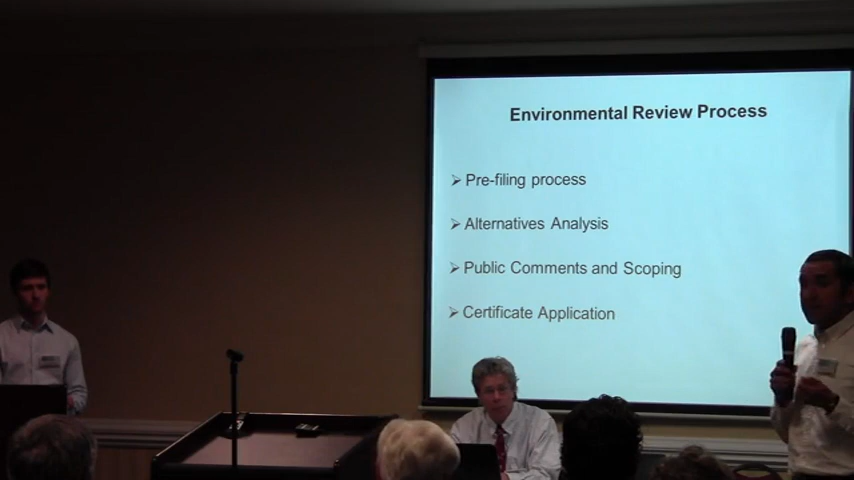 Environmental Review Process
➢ Pre-filing process
➢ Alternatives Analysis
➢ Public Comments and Scoping
➢ Certificate Application